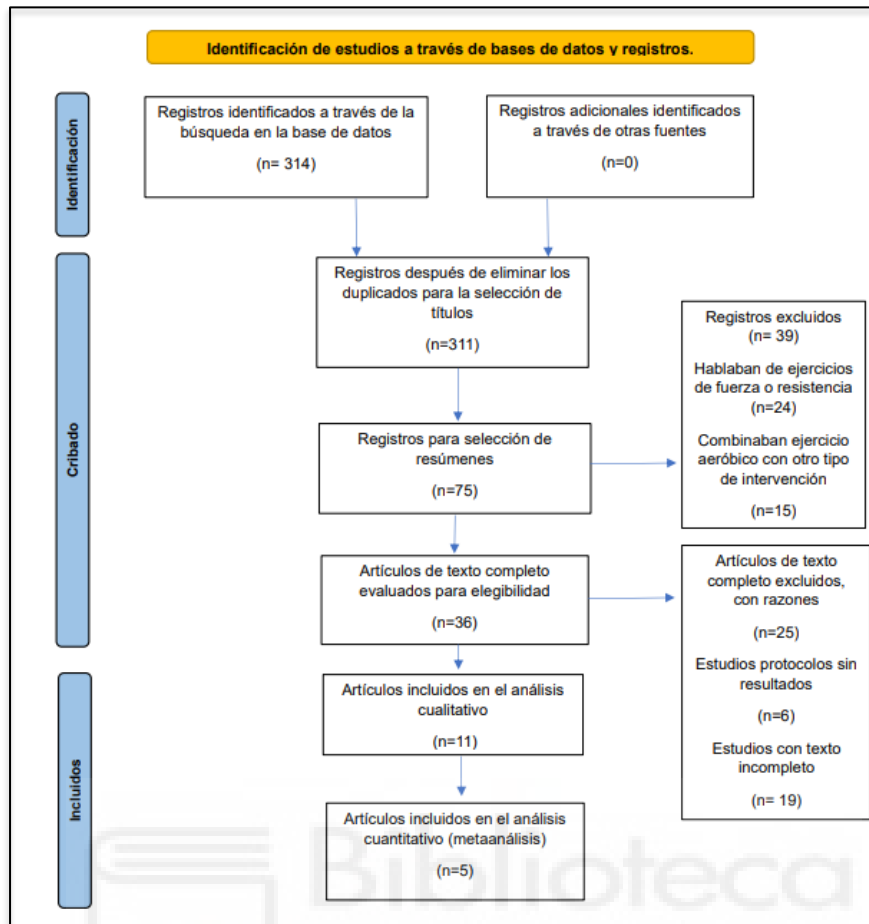 Identificación de estudios a través de bases de datos y registros.
Identificación
Registros identificados a través de la
búsqueda en la base de datos
(n= 314)
Registros adicionales identificados
a través de otras fuentes
(n=0)
Cribado
Registros después de eliminar los
duplicados para la selección de
títulos
(n=311)
Registros excluidos
(n= 39)
Hablaban de ejercicios
de fuerza o resistencia
(n=24)
Combinaban ejercicio
aeróbico con otro tipo
de intervención
(n=15)
Registros para selección de
resúmenes
(n=75)
Artículos de texto completo
evaluados para elegibilidad
(n=36)
Artículos de texto
completo excluidos,
con razones
(n=25)
Estudios protocolos sin
resultados
(n=6)
Estudios con texto
incompleto
(n= 19)
Incluidos
Artículos incluidos en el análisis
cualitativo
(n=11)
Artículos incluidos en el análisis
cuantitativo (metaanálisis)
(n=5)
Biblioteca